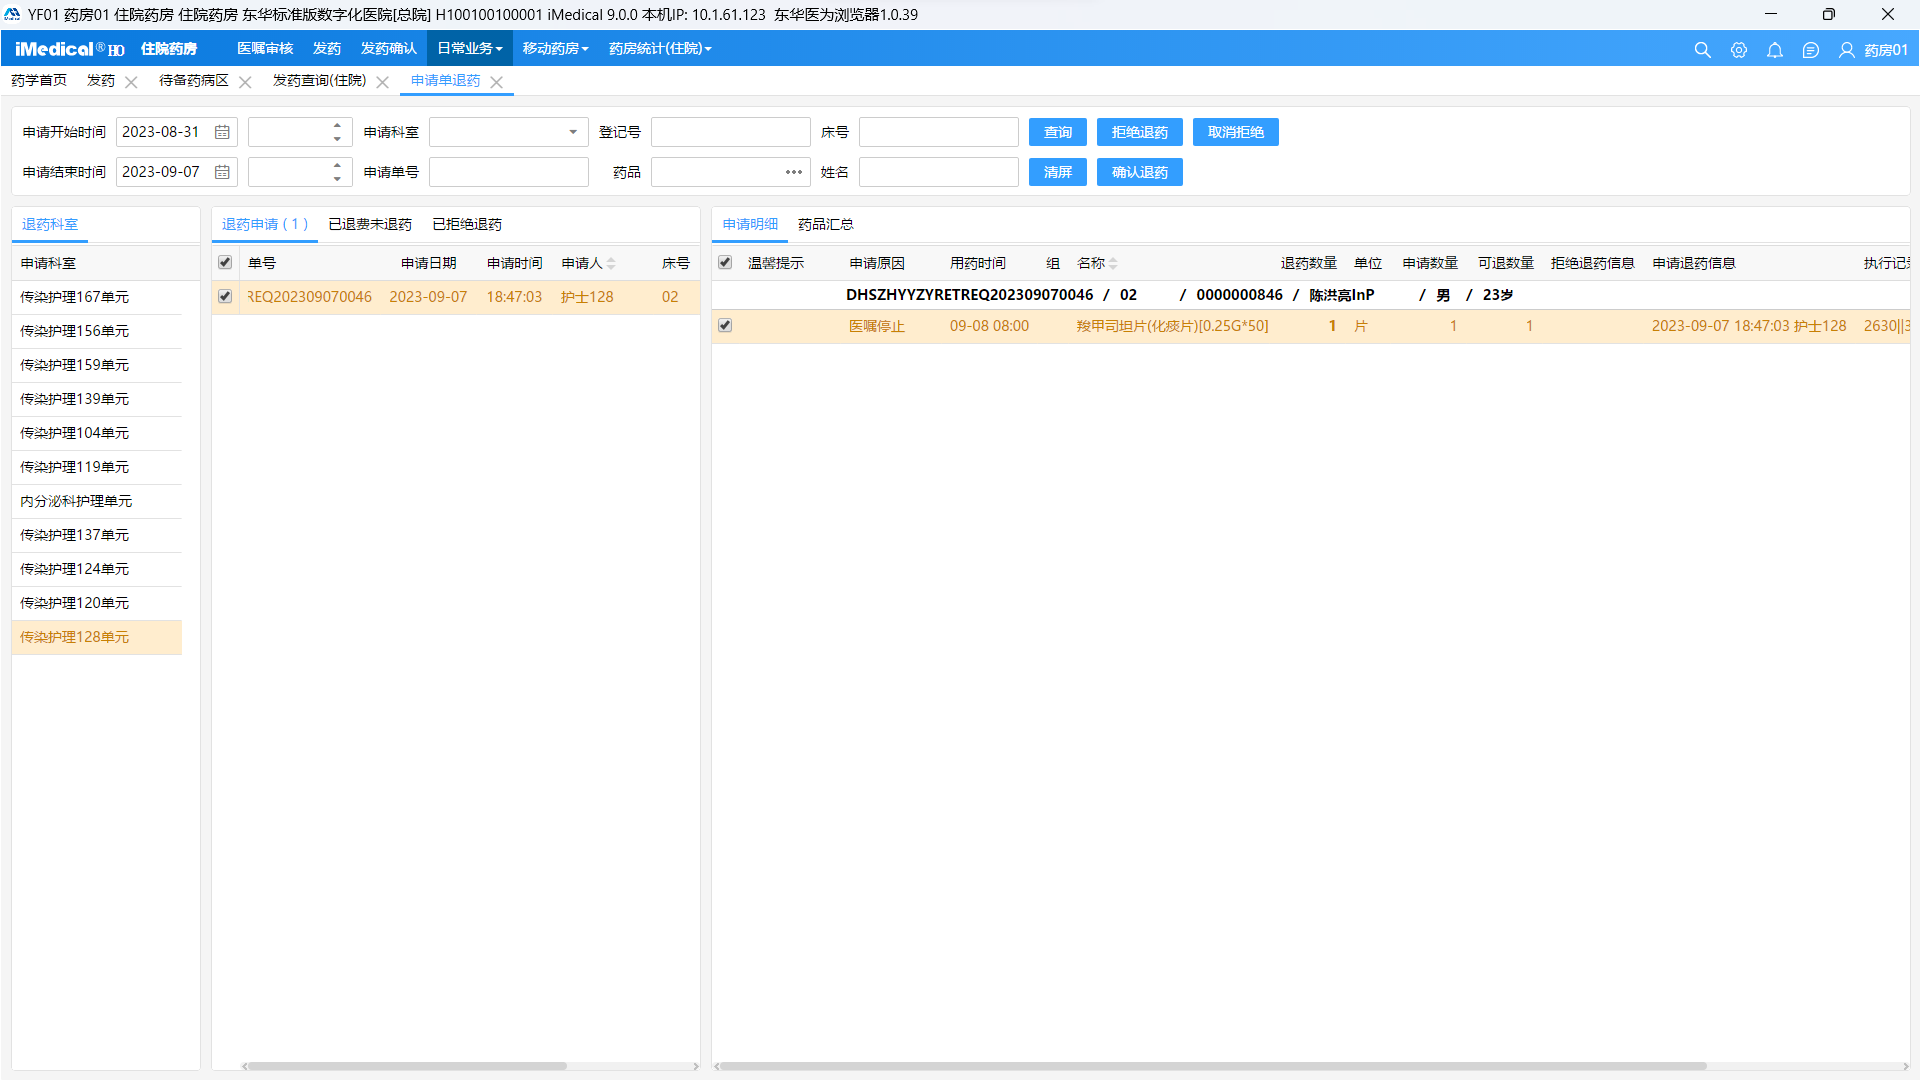 YF01 药房01 住院药房 住院药房 东华标准版数字化医院[总院] H100100100001 iMedical 9.0.0 本机IP: 10.1.61.123 东华医为浏览器1.0.39
iMedical® HO 住院药房 医嘱审核 发药 发药确认 日常业务 移动药房 药房统计(住院) 药房01
药学首页 发药 待备药病区 发药查询(住院) 申请单退药
申请开始时间 2023-08-31 申请科室 登记号 床号 查询 拒绝退药 取消拒绝
申请结束时间 2023-09-07 申请单号 药品 ··· 姓名 清屏 确认退药
退药科室
申请科室
传染护理167单元
传染护理156单元
传染护理159单元
传染护理139单元
传染护理104单元
传染护理119单元
内分泌科护理单元
传染护理137单元
传染护理124单元
传染护理120单元
传染护理128单元
退药申请 ( 1 ) 已退费未退药 已拒绝退药
单号 申请日期 申请时间 申请人 床号
REQ202309070046 2023-09-07 18:47:03 护士128 02
申请明细 药品汇总
温馨提示 申请原因 用药时间 组 名称 退药数量 单位 申请数量 可退数量 拒绝退药信息 申请退药信息 执行记
DHSZHYYZYRETREQ202309070046 / 02 / 0000000846 / 陈洪亮InP / 男 / 23岁
医嘱停止 09-08 08:00 羧甲司坦片(化痰片)[0.25G*50] 1 片 1 1 2023-09-07 18:47:03 护士128 2630||3